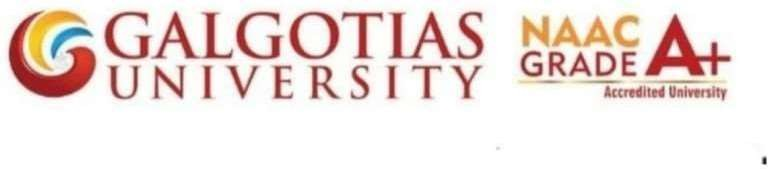 GALGOTIAS
UNIVERSITY
NAAC
GRADE A+
Accredited University